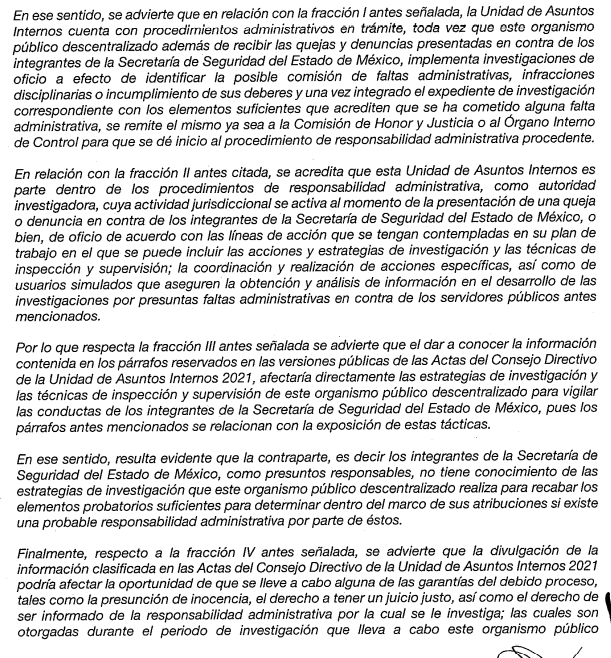 En ese sentido, se advierte que en relación con la fracción I antes señalada, la Unidad de Asuntos
Internos cuenta con procedimientos administrativos en trámite, toda vez que este organismo
público descentralizado además de recibir las quejas y denuncias presentadas en contra de los
integrantes de la Secretaría de Seguridad del Estado de México, implementa investigaciones de
oficio a efecto de identificar la posible comisión de faltas administrativas, infracciones
disciplinarias o incumplimiento de sus deberes y una vez integrado el expediente de investigación
correspondiente con los elementos suficientes que acrediten que se ha cometido alguna falta
administrativa, se remite el mismo ya sea a la Comisión de Honor y Justicia o al Órgano Interno
de Control para que se dé inicio al procedimiento de responsabilidad administrativa procedente.
En relación con la fracción II antes citada, se acredita que esta Unidad de Asuntos Internos es
parte dentro de los procedimientos de responsabilidad administrativa, como autoridad
investigadora, cuya actividad jurisdiccional se activa al momento de la presentación de una queja
o denuncia en contra de los integrantes de la Secretaría de Seguridad del Estado de México, o
bien, de oficio de acuerdo con las líneas de acción que se tengan contempladas en su plan de
trabajo en el que se puede incluir las acciones y estrategias de investigación y las técnicas de
inspección y supervisión; la coordinación y realización de acciones específicas, así como de
usuarios simulados que aseguren la obtención y análisis de información en el desarrollo de las
investigaciones por presuntas faltas administrativas en contra de los servidores públicos antes
mencionados.
Por lo que respecta la fracción III antes señalada se advierte que el dar a conocer la información
contenida en los párrafos reservados en las versiones públicas de las Actas del Consejo Directivo
de la Unidad de Asuntos Internos 2021, afectaría directamente las estrategias de investigación y
las técnicas de inspección y supervisión de este organismo público descentralizado para vigilar
las conductas de los integrantes de la Secretaría de Seguridad del Estado de México, pues los
párrafos antes mencionados se relacionan con la exposición de estas tácticas.
En ese sentido, resulta evidente que la contraparte, es decir los integrantes de la Secretaría de
Seguridad del Estado de México, como presuntos responsables, no tiene conocimiento de las
estrategias de investigación que este organismo público descentralizado realiza para recabar los
elementos probatorios suficientes para determinar dentro del marco de sus atribuciones si existe
una probable responsabilidad administrativa por parte de éstos.
Finalmente, respecto a la fracción IV antes señalada, se advierte que la divulgación de la
información clasificada en las Actas del Consejo Directivo de la Unidad de Asuntos Internos 2021
podría afectar la oportunidad de que se lleve a cabo alguna de las garantías del debido proceso,
tales como la presunción de inocencia, el derecho a tener un juicio justo, así como el derecho de
ser informado de la responsabilidad administrativa por la cual se le investiga; las cuales son
otorgadas durante el periodo de investigación que lleva a cabo este organismo público